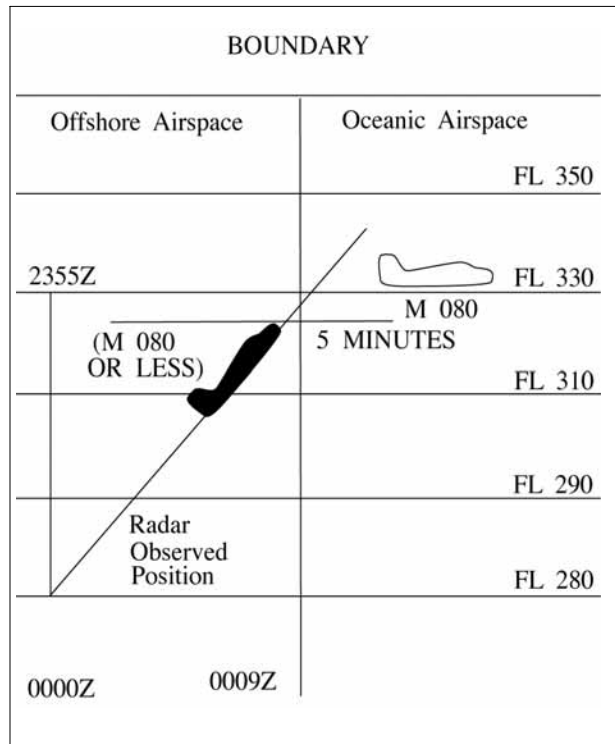 BOUNDARY
Offshore Airspace
Oceanic Airspace
FL 350
2355Z
FL 330
M 080
(M 080
OR LESS)
5 MINUTES
FL 310
FL 290
Radar
Observed
Position
FL 280
0000Z
0009Z